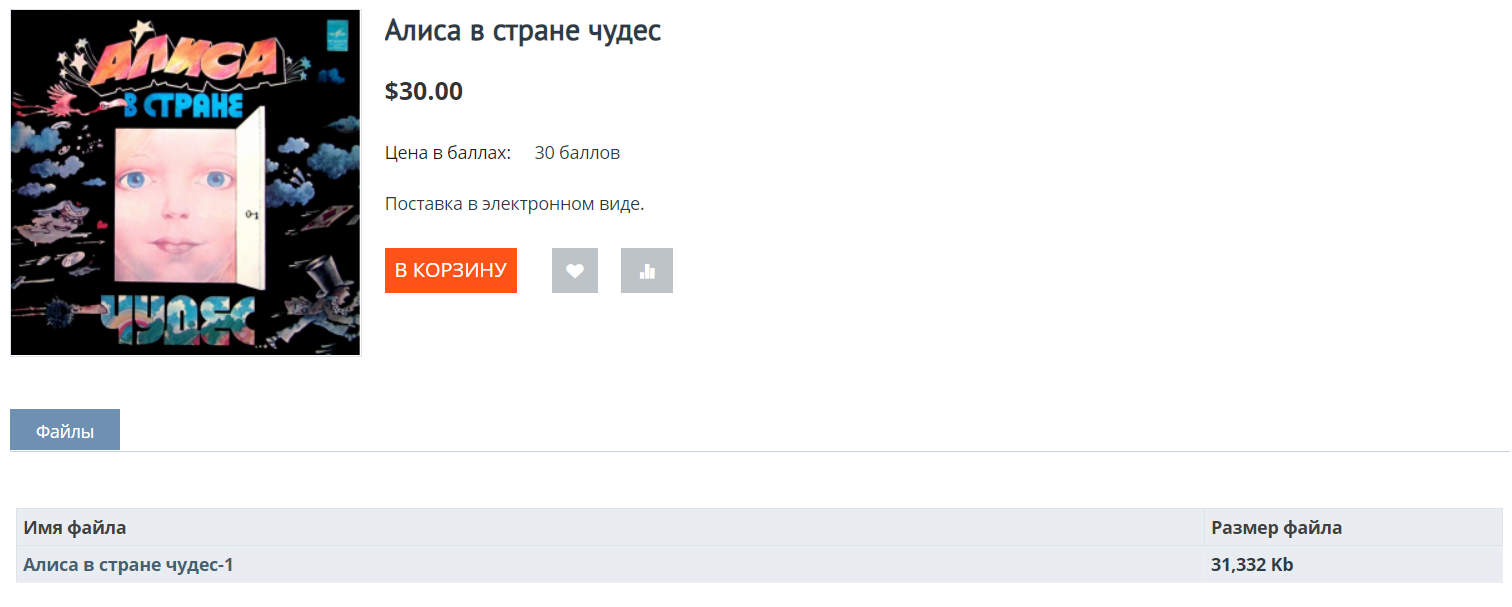 АЛИСА
В СТРАНЕ
ЧУДЕС
Алиса в стране чудес
$30.00
Цена в баллах: 30 баллов
Поставка в электронном виде.
В КОРЗИНУ
Файлы
Имя файла Размер файла
Алиса в стране чудес-1 31,332 Kb